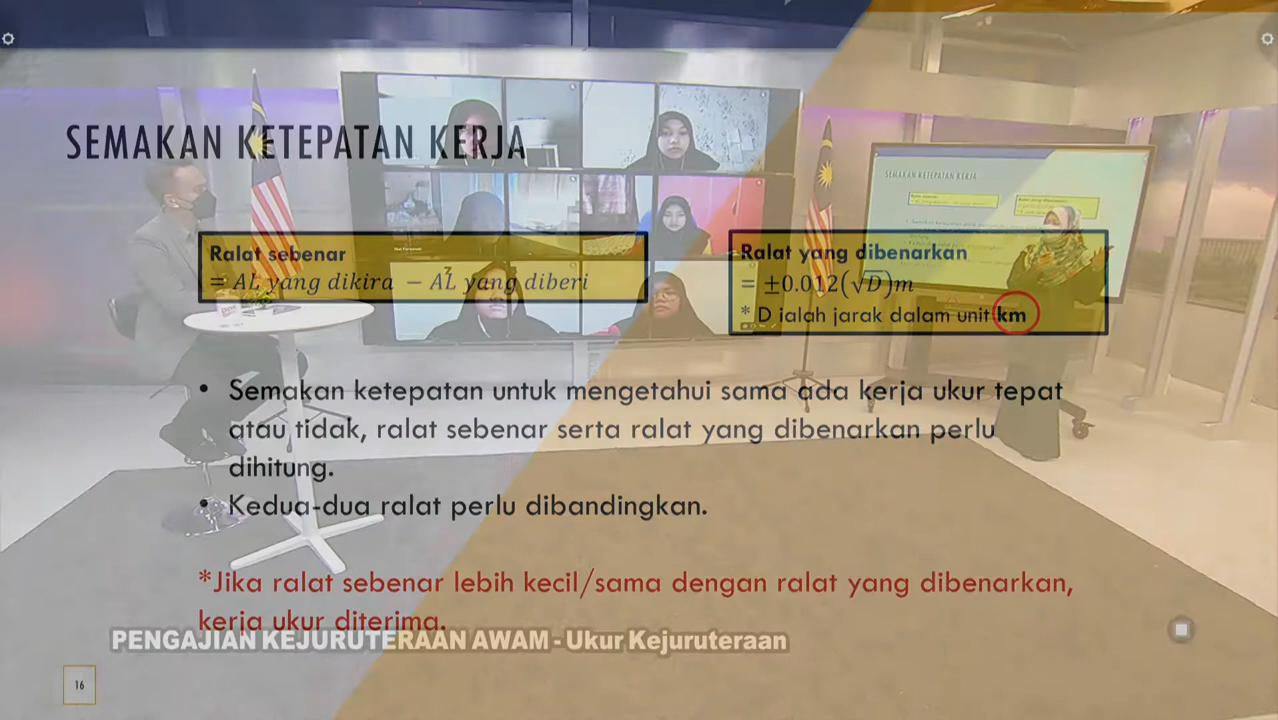 SEMAKAN KETEPATAN KERJA
SEMAKAN KETEPATAN KERJA
Ralat sebenar
= AL yang dikira − AL yang diberi
Ralat yang dibenarkan
= ±0.012(√D)m
* D ialah jarak dalam unit km
• Semakan ketepatan untuk mengetahui sama ada kerja ukur tepat
atau tidak, ralat sebenar serta ralat yang dibenarkan perlu
dihitung.
• Kedua-dua ralat perlu dibandingkan.
*Jika ralat sebenar lebih kecil/sama dengan ralat yang dibenarkan,
kerja ukur diterima.
PENGAJIAN KEJURUTERAAN AWAM - Ukur Kejuruteraan
16